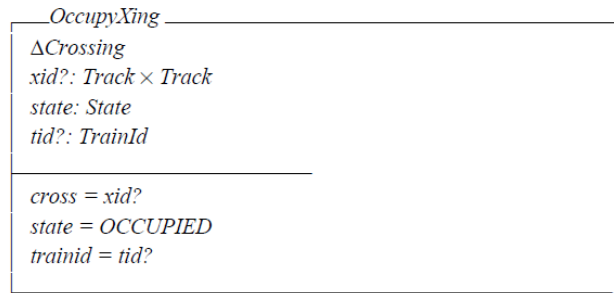 OccupyXing
ΔCrossing
xid?: Track × Track
state: State
tid?: TrainId
cross = xid?
state = OCCUPIED
trainid = tid?